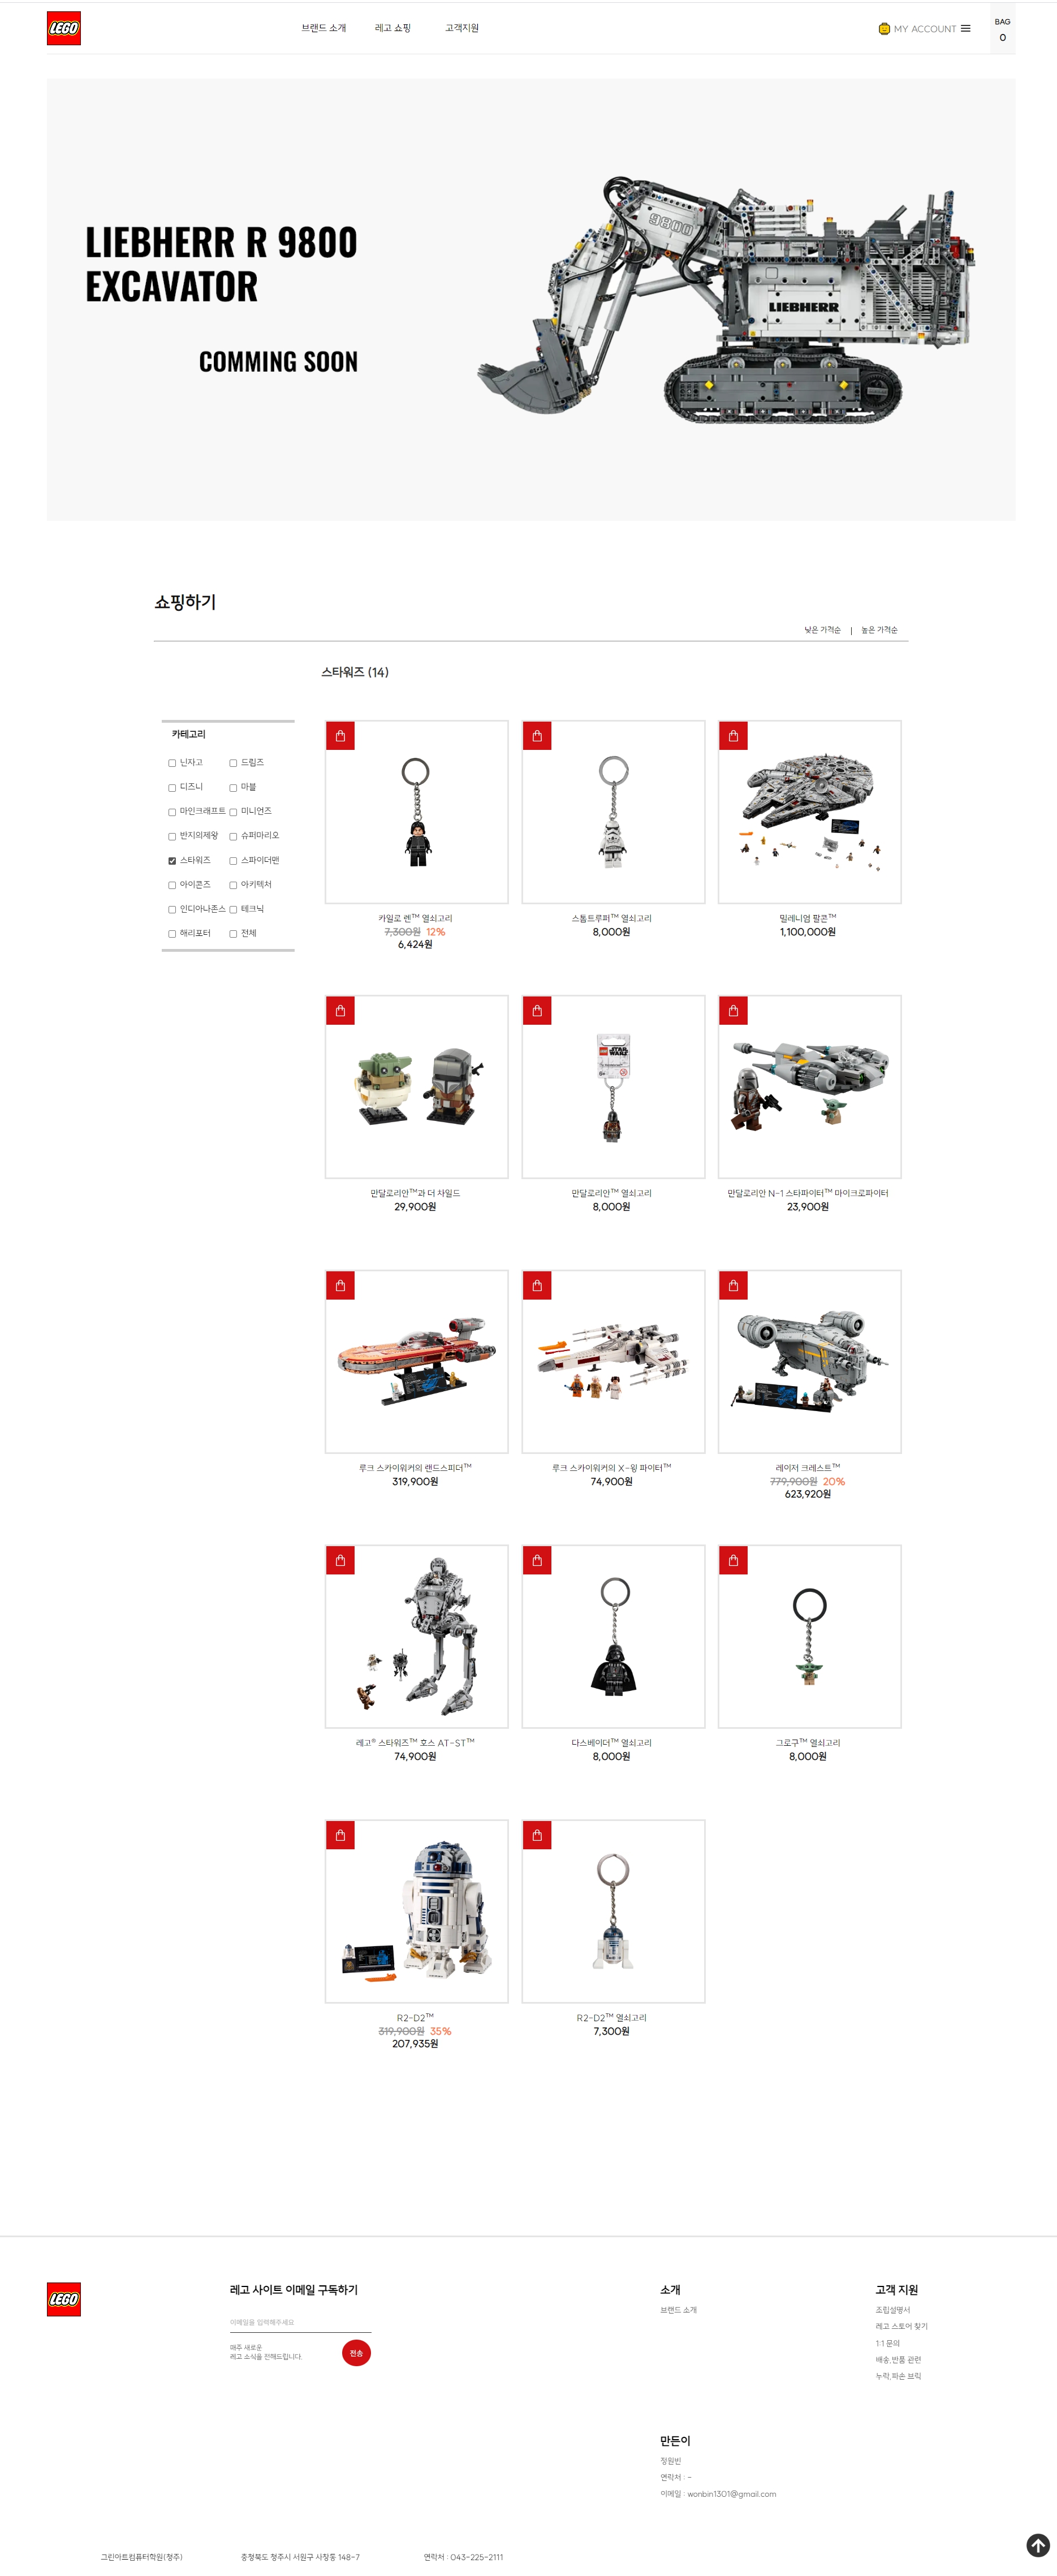 LEGO
브랜드 소개
레고 쇼핑
고객지원
MY ACCOUNT
BAG
0
LIEBHERR R 9800
EXCAVATOR
COMMING SOON
9800
LIEBHERR
쇼핑하기
낮은 가격순 | 높은 가격순
스타워즈 (14)
카테고리
닌자고 드림즈
디즈니 마블
마인크래프트 미니언즈
반지의제왕 슈퍼마리오
스타워즈 스파이더맨
아이콘즈 아키텍처
인디아나존스 테크닉
해리포터 전체
카일로 렌™ 열쇠고리
7,300원 12%
6,424원
스톰트루퍼™ 열쇠고리
8,000원
밀레니엄 팔콘™
1,100,000원
만달로리안™과 더 차일드
29,900원
STAR WARS
만달로리안™ 열쇠고리
8,000원
만달로리안 N-1 스타파이터™ 마이크로파이터
23,900원
루크 스카이워커의 랜드스피더™
319,900원
루크 스카이워커의 X-윙 파이터™
74,900원
레이저 크레스트™
779,900원 20%
623,920원
레고® 스타워즈™ 호스 AT-ST™
74,900원
다스베이더™ 열쇠고리
8,000원
그로구™ 열쇠고리
8,000원
R2-D2™
319,900원 35%
207,935원
R2-D2™ 열쇠고리
7,300원
LEGO
레고 사이트 이메일 구독하기
이메일을 입력해주세요
매주 새로운
레고 소식을 전해드립니다.
전송
소개
브랜드 소개
고객 지원
조립설명서
레고 스토어 찾기
1:1 문의
배송,반품 관련
누락,파손 브릭
만든이
정원빈
연락처 : -
이메일 : wonbin1301@gmail.com
그린아트컴퓨터학원(청주)
충청북도 청주시 서원구 사창동 148-7
연락처 : 043-225-2111